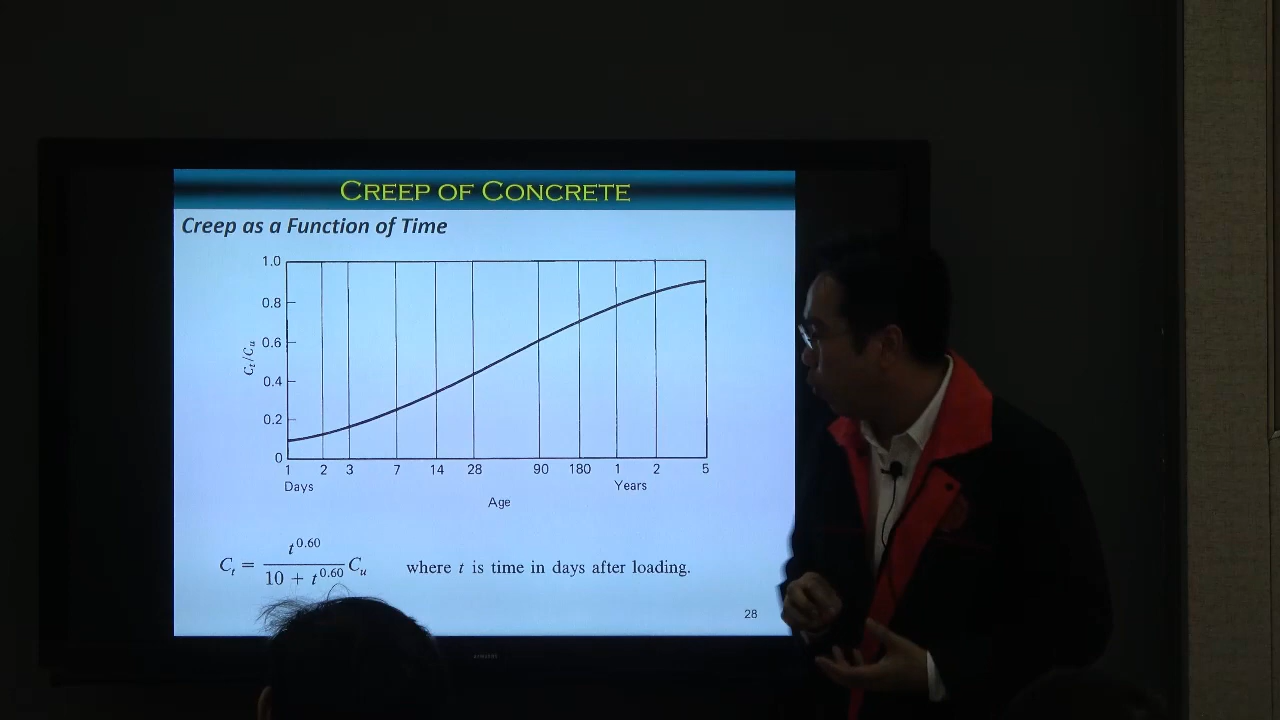 CREEP OF CONCRETE
Creep as a Function of Time
1.0
0.8
0.6
0.4
0.2
0
Ct/Cu
1 2 3 7 14 28 90 180 1 2 5
Days Years
Age
Ct = t^0.60 / (10 + t^0.60) Cu where t is time in days after loading.
28